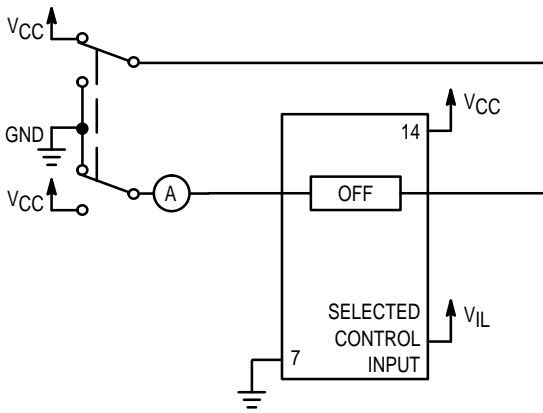 VCC
GND
VCC
A
14
VCC
OFF
SELECTED
CONTROL
INPUT
VIL
7